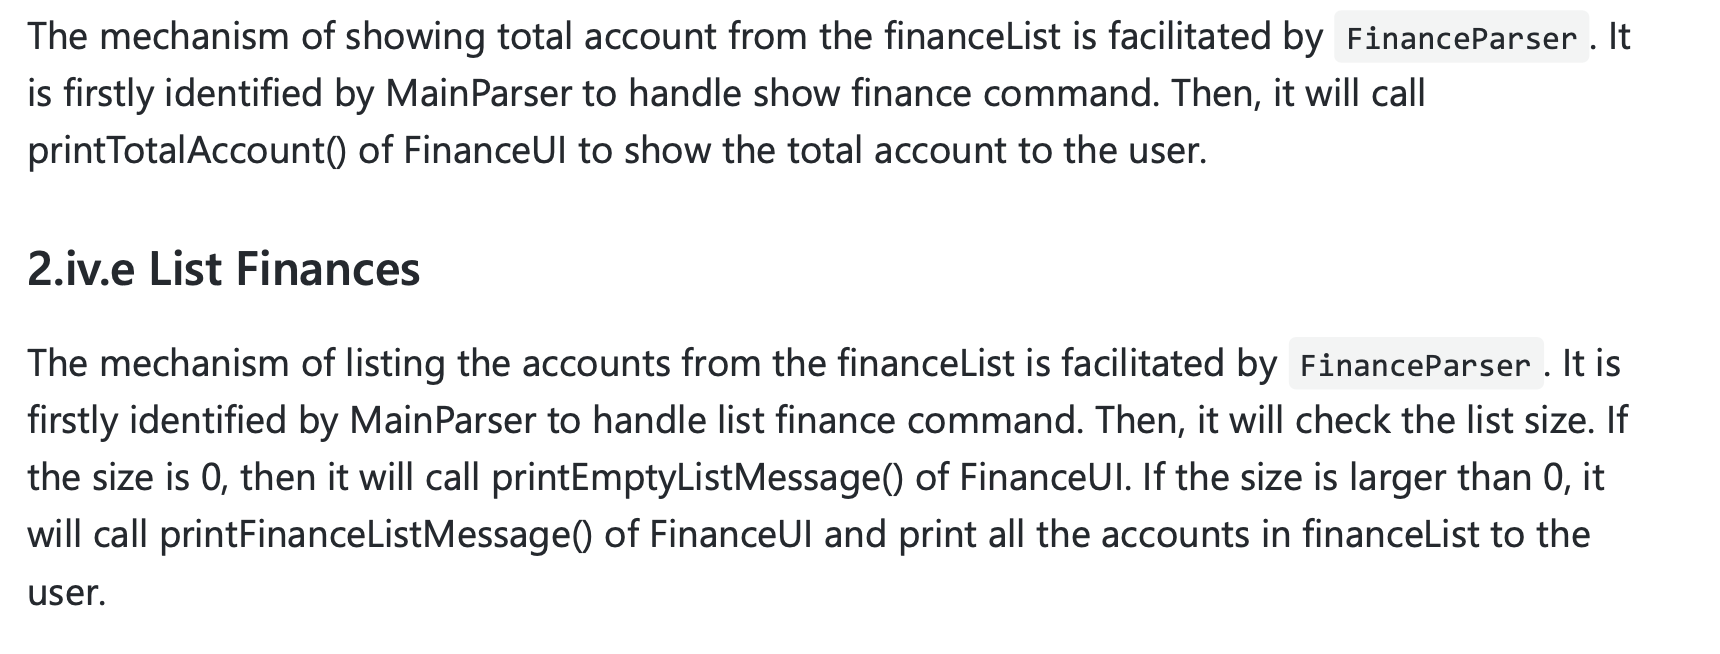 The mechanism of showing total account from the financeList is facilitated by FinanceParser. It
is firstly identified by MainParser to handle show finance command. Then, it will call
printTotalAccount() of FinanceUI to show the total account to the user.
2.iv.e List Finances
The mechanism of listing the accounts from the financeList is facilitated by FinanceParser. It is
firstly identified by MainParser to handle list finance command. Then, it will check the list size. If
the size is 0, then it will call printEmptyListMessage() of FinanceUI. If the size is larger than 0, it
will call printFinanceListMessage() of FinanceUI and print all the accounts in financeList to the
user.